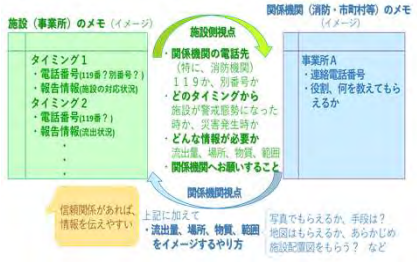 施設（事業所）のメモ（イメージ）
タイミング１
・電話番号(119番？別番号？)
・報告情報(施設の対応状況)
タイミング２
・電話番号(119番？)
・報告情報(流出状況)
・
・
・
施設側視点
・関係機関の電話先
（特に、消防機関）
１１９か、別番号か
・どのタイミングから
施設が警戒態勢になった
時か、災害発生時か
・どんな情報が必要か
流出量、場所、物質、範囲
・関係機関へお願いすること
関係機関（消防・市町村等）のメモ
（イメージ）
事業所Ａ
・連絡電話番号
・役割、何を教えてもら
えるか
関係機関視点
信頼関係があれば、
情報を伝えやすい
上記に加えて
・流出量、場所、物質、範囲
をイメージするやり方
写真でもらえるか、手段は？
地図はもらえるか、あらかじめ
施設配置図をもらう？ など